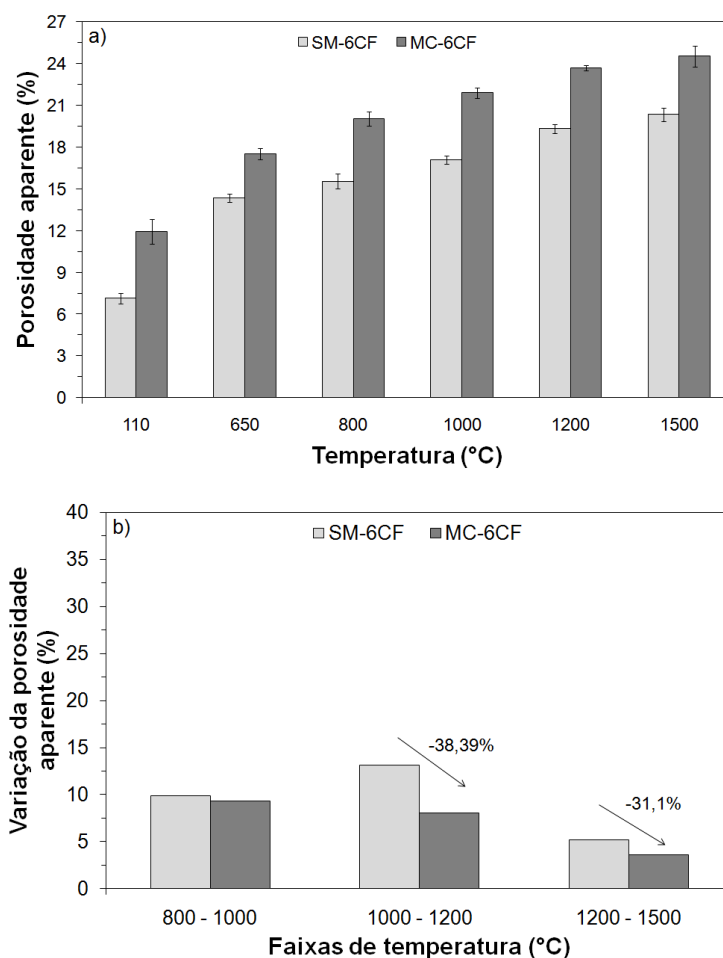 a)
SM-6CF
MC-6CF
Porosidade aparente (%)
27
24
21
18
15
12
9
6
3
0
110
650
800
1000
1200
1500
Temperatura (°C)
b)
SM-6CF
MC-6CF
Variação da porosidade
aparente (%)
40
35
30
25
20
15
10
5
0
-38,39%
-31,1%
800 - 1000
1000 - 1200
1200 - 1500
Faixas de temperatura (°C)